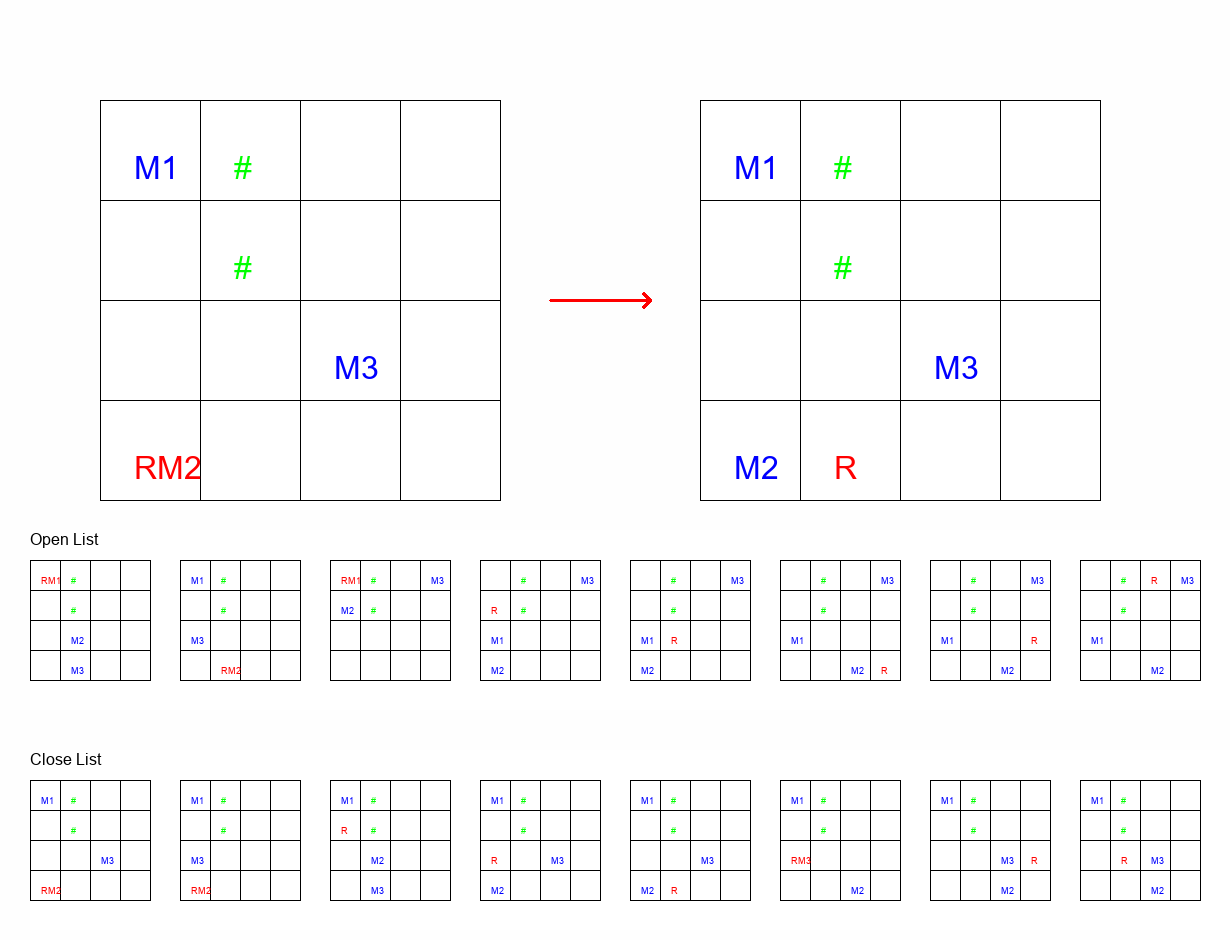 M1 # M1 #
# #
M3 M3
RM2 M2 R
Open List
RM1 # M1 # RM1 # M3 # M3 # M3 # M3 # M3 # R M3
# # M2 # R # # # # #
M2 M3 M1 M1 R M1 M1 R M1
M3 RM2 M2 M2 M2 R M2 M2
Close List
M1 # M1 # M1 # M1 # M1 # M1 # M1 # M1 #
# # R # # # # # #
M3 M3 M2 R M3 M3 RM3 M3 R R M3
RM2 RM2 M3 M2 M2 R M2 M2 M2